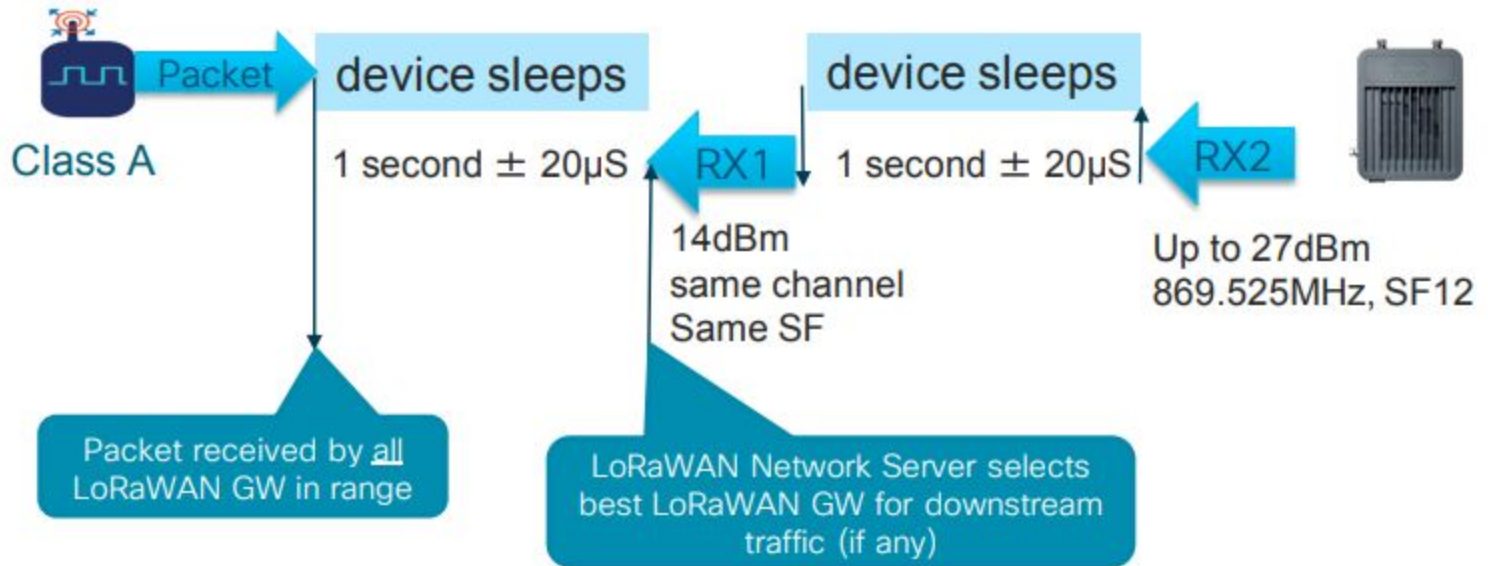 Packet
device sleeps
device sleeps
Class A
1 second ± 20µS
RX1
1 second ± 20µS
RX2
14dBm
same channel
Same SF
Up to 27dBm
869.525MHz, SF12
Packet received by all
LoRaWAN GW in range
LoRaWAN Network Server selects
best LoRaWAN GW for downstream
traffic (if any)